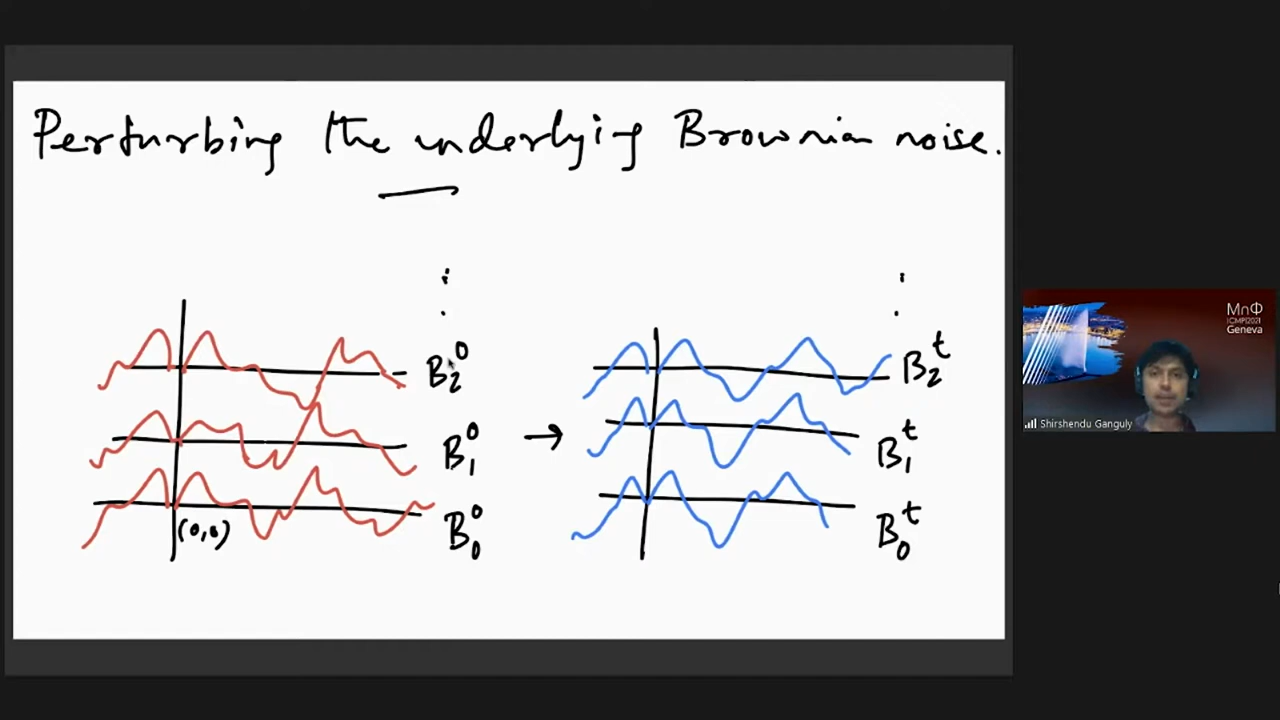 Perturbing the underlying Brownian noise.
B₂⁰
B₁⁰
B₀⁰
(0,0)
→
B₂ᵗ
B₁ᵗ
B₀ᵗ
MnΦ
ICMP2021
Geneva
Shirshendu Ganguly